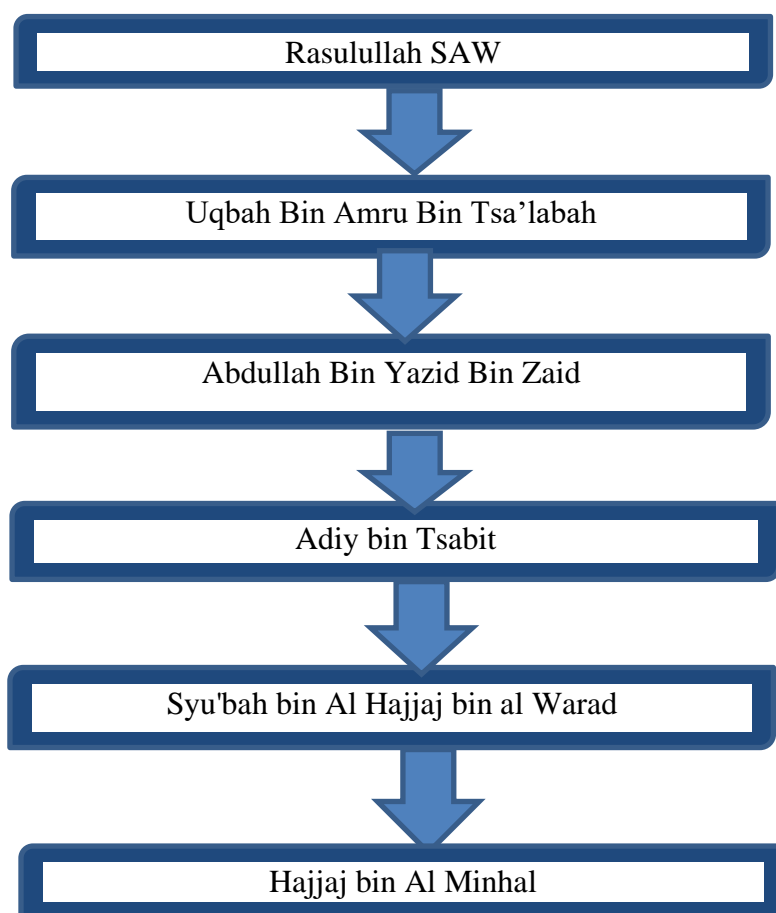 Rasulullah SAW
Uqbah Bin Amru Bin Tsa’labah
Abdullah Bin Yazid Bin Zaid
Adiy bin Tsabit
Syu'bah bin Al Hajjaj bin al Warad
Hajjaj bin Al Minhal